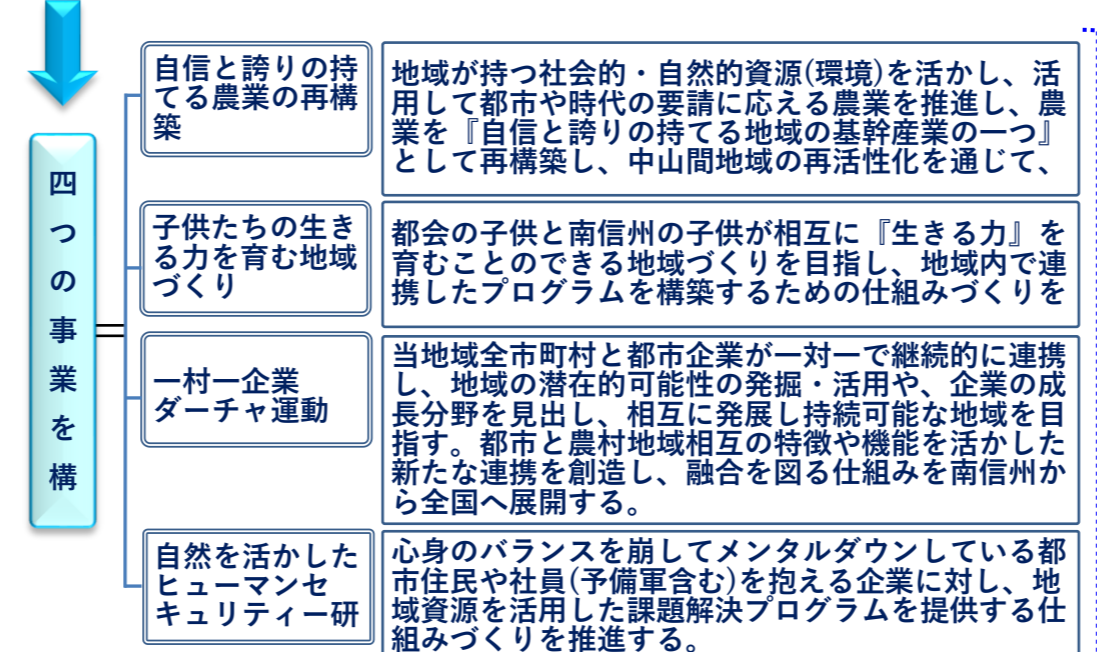 四つの事業を構
自信と誇りの持
てる農業の再構
築
地域が持つ社会的・自然的資源(環境)を活かし、活
用して都市や時代の要請に応える農業を推進し、農
業を『自信と誇りの持てる地域の基幹産業の一つ』
として再構築し、中山間地域の再活性化を通じて、
子供たちの生き
る力を育む地域
づくり
都会の子供と南信州の子供が相互に『生きる力』を
育むことのできる地域づくりを目指し、地域内で連
携したプログラムを構築するための仕組みづくりを
一村一企業
ダーチャ運動
当地域全市町村と都市企業が一対一で継続的に連携
し、地域の潜在的可能性の発掘・活用や、企業の成
長分野を見出し、相互に発展し持続可能な地域を目
指す。都市と農村地域相互の特徴や機能を活かした
新たな連携を創造し、融合を図る仕組みを南信州か
ら全国へ展開する。
自然を活かした
ヒューマンセ
キュリティー研
心身のバランスを崩してメンタルダウンしている都
市住民や社員(予備軍含む)を抱える企業に対し、地
域資源を活用した課題解決プログラムを提供する仕
組みづくりを推進する。